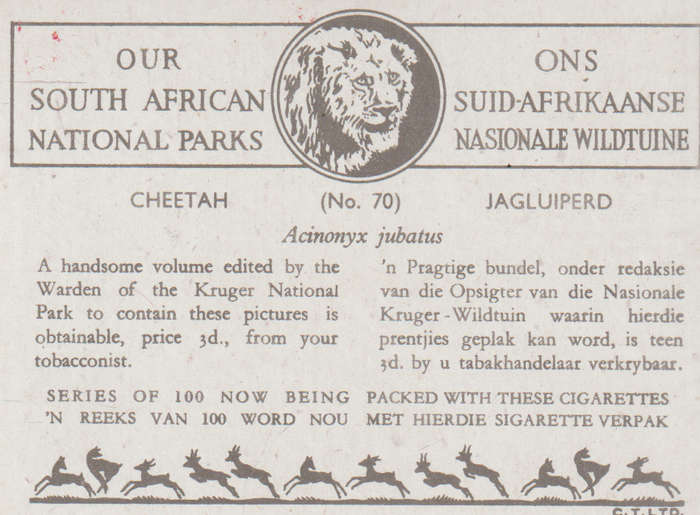 OUR
SOUTH AFRICAN
NATIONAL PARKS
ONS
SUID-AFRIKAANSE
NASIONALE WILDTUINE
CHEETAH (No. 70) JAGLUIPERD
Acinonyx jubatus
A handsome volume edited by the
Warden of the Kruger National
Park to contain these pictures is
obtainable, price 3d., from your
tobacconist.
'n Pragtige bundel, onder redaksie
van die Opsigter van die Nasionale
Kruger-Wildtuin waarin hierdie
prentjies geplak kan word, is teen
3d. by u tabakhandelaar verkrybaar.
SERIES OF 100 NOW BEING PACKED WITH THESE CIGARETTES
'N REEKS VAN 100 WORD NOU MET HIERDIE SIGARETTE VERPAK
C.T.LTD.